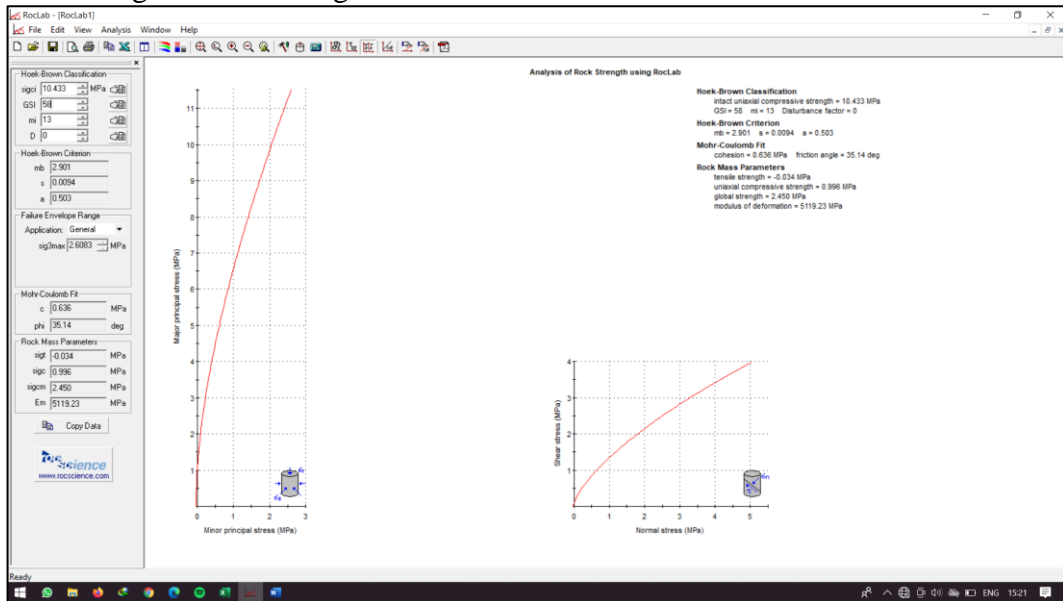 RocLab - [RocLab1]
File Edit View Analysis Window Help
Hoek-Brown Classification
sigci 10.433 MPa
GSI 58
mi 13
D 0
Hoek-Brown Criterion
mb 2.901
s 0.0094
a 0.503
Failure Envelope Range
Application: General
sig3max 2.6083 MPa
Mohr-Coulomb Fit
c 0.636 MPa
phi 35.14 deg
Rock Mass Parameters
sigt -0.034 MPa
sigc 0.996 MPa
sigcm 2.450 MPa
Em 5119.23 MPa
Copy Data
rocscience
www.rocscience.com
Analysis of Rock Strength using RocLab
Hoek-Brown Classification
intact uniaxial compressive strength = 10.433 MPa
GSI = 58 mi = 13 Disturbance factor = 0
Hoek-Brown Criterion
mb = 2.901 s = 0.0094 a = 0.503
Mohr-Coulomb Fit
cohesion = 0.636 MPa friction angle = 35.14 deg
Rock Mass Parameters
tensile strength = -0.034 MPa
uniaxial compressive strength = 0.996 MPa
global strength = 2.450 MPa
modulus of deformation = 5119.23 MPa
Major principal stress (MPa)
11
10
9
8
7
6
5
4
3
2
1
0 1 2 3
Minor principal stress (MPa)
Shear stress (MPa)
4
3
2
1
0 1 2 3 4 5
Normal stress (MPa)
Ready
ENG 15:21